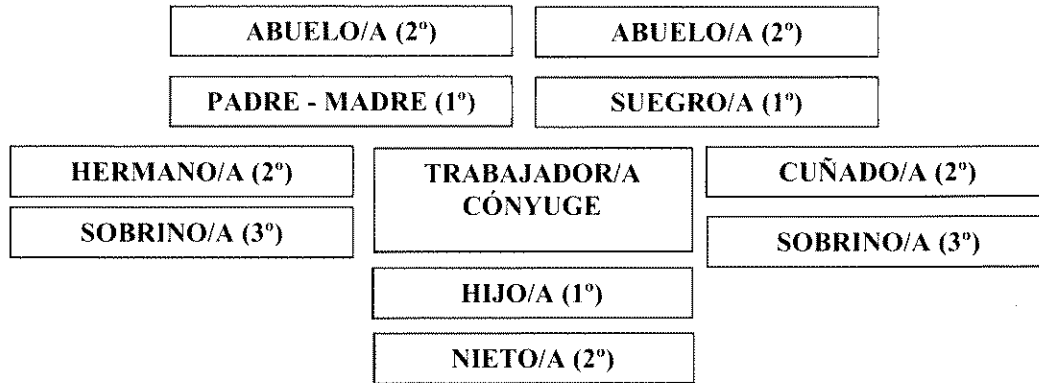 ABUELO/A (2º)
ABUELO/A (2º)
PADRE - MADRE (1º)
SUEGRO/A (1º)
HERMANO/A (2º)
TRABAJADOR/A
CÓNYUGE
CUÑADO/A (2º)
SOBRINO/A (3º)
SOBRINO/A (3º)
HIJO/A (1º)
NIETO/A (2º)